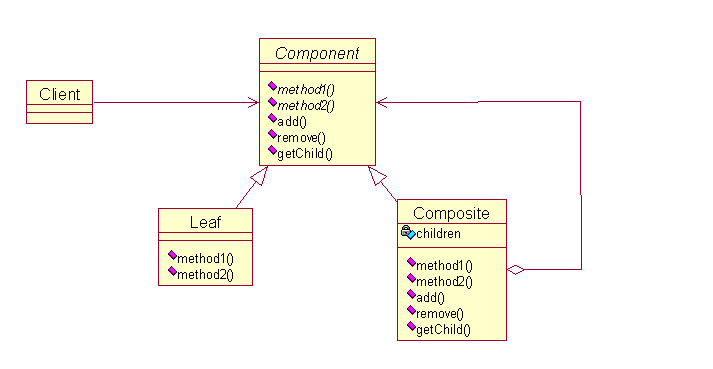 Component
method1()
method2()
add()
remove()
getChild()
Client
Leaf
method1()
method2()
Composite
children
method1()
method2()
add()
remove()
getChild()